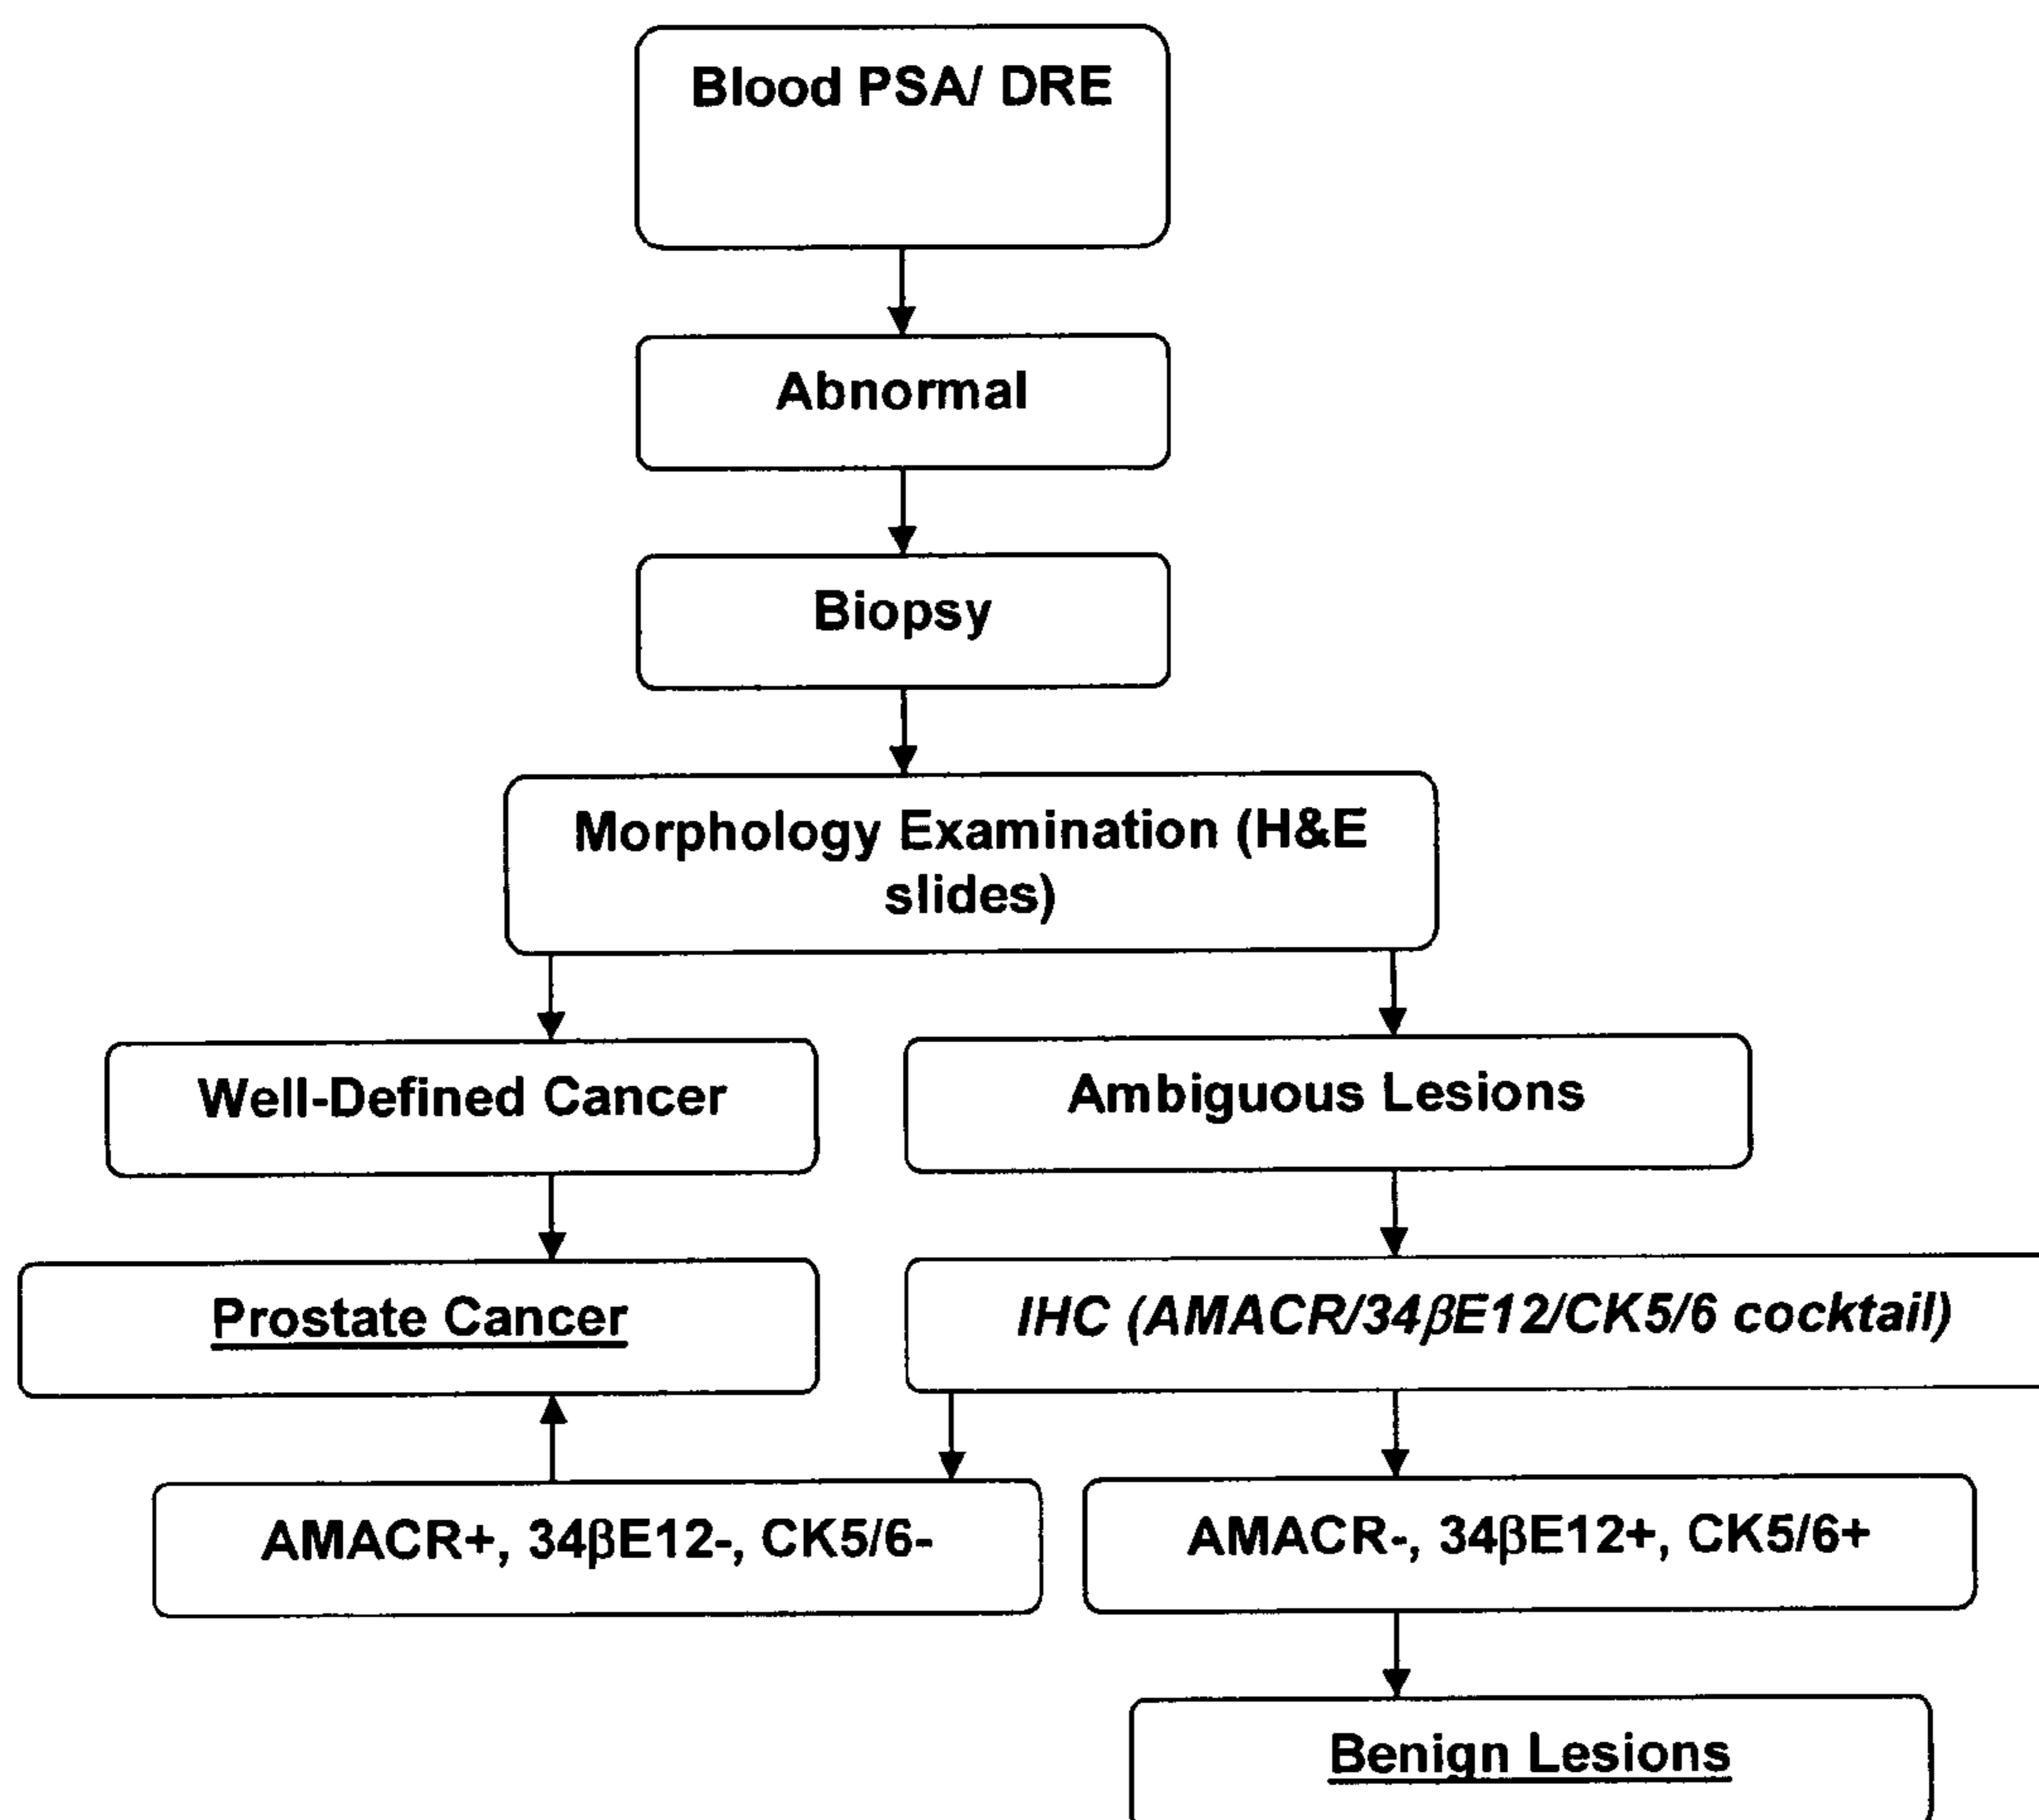 Blood PSA/ DRE
Abnormal
Biopsy
Morphology Examination (H&E
slides)
Well-Defined Cancer
Ambiguous Lesions
Prostate Cancer
IHC (AMACR/34βE12/CK5/6 cocktail)
AMACR+, 34βE12-, CK5/6-
AMACR-, 34βE12+, CK5/6+
Benign Lesions